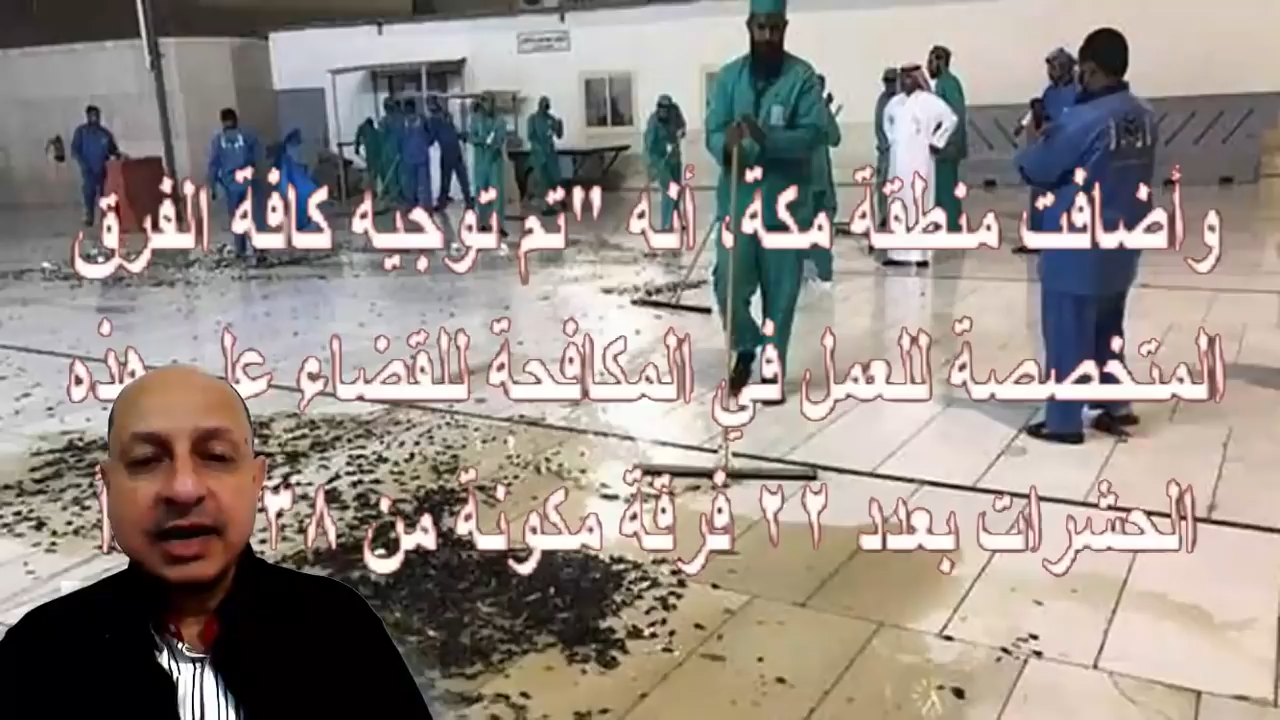 وأضافت منطقة مكة، أنه "تم توجيه كافة الفرق
المتخصصة للعمل في المكافحة للقضاء على هذه
الحشرات بعدد ٢٢ فرقة مكونة من